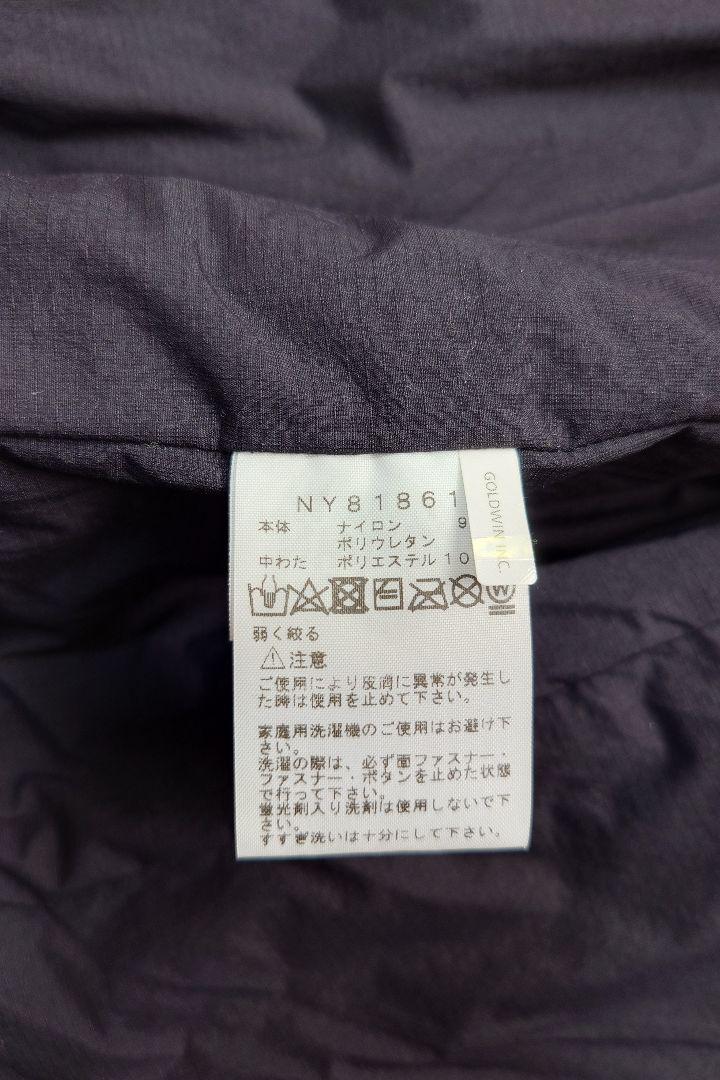 NY81861
GOLDWIN INC.
本体 ナイロン 9
ポリウレタン
中わた ポリエステル 10
弱く絞る
注意
ご使用により皮膚に異常が発生し
た時は使用を止めて下さい。
家庭用洗濯機のご使用はお避け下
さい。
洗濯の際は、必ず面ファスナー・
ファスナー・ボタンを止めた状態
で行って下さい。
蛍光剤入り洗剤は使用しないで下
さい。
すすぎ洗いは十分にして下さい。